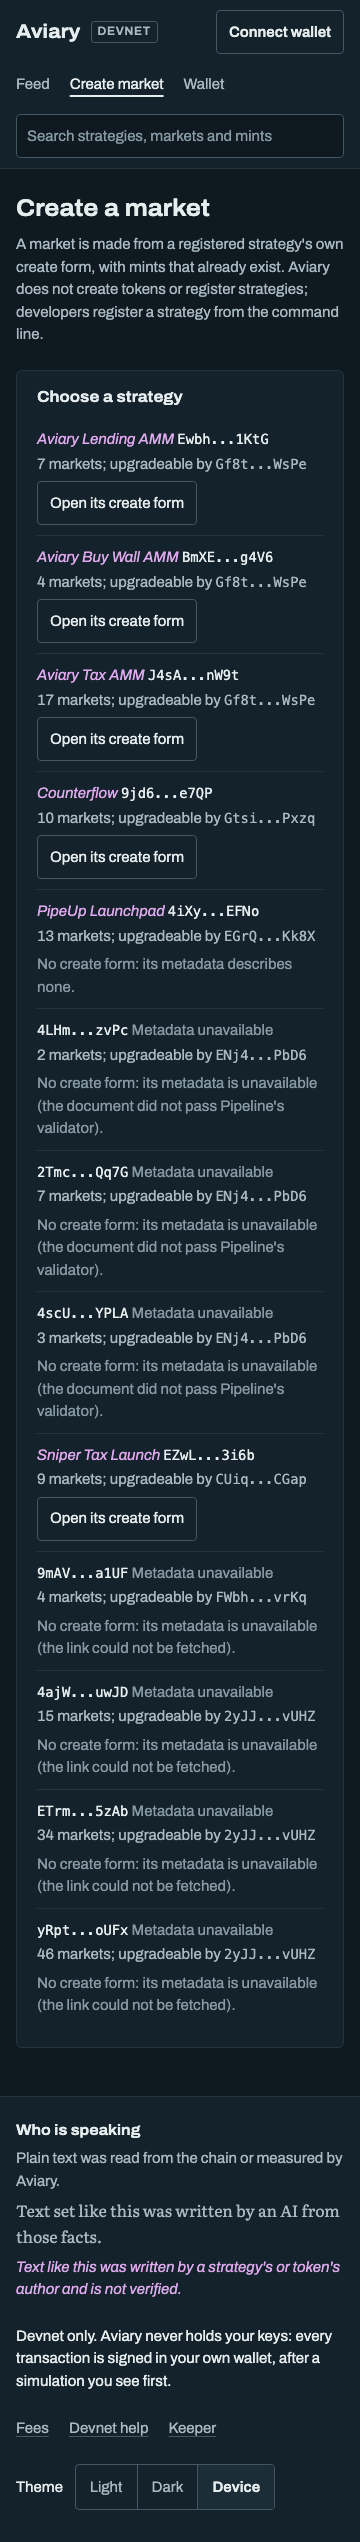 Aviary DEVNET Connect wallet
Feed Create market Wallet
Search strategies, markets and mints
Create a market
A market is made from a registered strategy's own
create form, with mints that already exist. Aviary
does not create tokens or register strategies;
developers register a strategy from the command
line.
Choose a strategy
Aviary Lending AMM Ewbh...1KtG
7 markets; upgradeable by Gf8t...WsPe
Open its create form
Aviary Buy Wall AMM BmXE...g4V6
4 markets; upgradeable by Gf8t...WsPe
Open its create form
Aviary Tax AMM J4sA...nW9t
17 markets; upgradeable by Gf8t...WsPe
Open its create form
Counterflow 9jd6...e7QP
10 markets; upgradeable by Gtsi...Pxzq
Open its create form
PipeUp Launchpad 4iXy...EFNo
13 markets; upgradeable by EGrQ...Kk8X
No create form: its metadata describes
none.
4LHm...zvPc Metadata unavailable
2 markets; upgradeable by ENj4...PbD6
No create form: its metadata is unavailable
(the document did not pass Pipeline's
validator).
2Tmc...Qq7G Metadata unavailable
7 markets; upgradeable by ENj4...PbD6
No create form: its metadata is unavailable
(the document did not pass Pipeline's
validator).
4scU...YPLA Metadata unavailable
3 markets; upgradeable by ENj4...PbD6
No create form: its metadata is unavailable
(the document did not pass Pipeline's
validator).
Sniper Tax Launch EZwL...3i6b
9 markets; upgradeable by CUiq...CGap
Open its create form
9mAV...a1UF Metadata unavailable
4 markets; upgradeable by FWbh...vrKq
No create form: its metadata is unavailable
(the link could not be fetched).
4ajW...uwJD Metadata unavailable
15 markets; upgradeable by 2yJJ...vUHZ
No create form: its metadata is unavailable
(the link could not be fetched).
ETrm...5zAb Metadata unavailable
34 markets; upgradeable by 2yJJ...vUHZ
No create form: its metadata is unavailable
(the link could not be fetched).
yRpt...oUFx Metadata unavailable
46 markets; upgradeable by 2yJJ...vUHZ
No create form: its metadata is unavailable
(the link could not be fetched).
Who is speaking
Plain text was read from the chain or measured by
Aviary.
Text set like this was written by an AI from
those facts.
Text like this was written by a strategy's or token's
author and is not verified.
Devnet only. Aviary never holds your keys: every
transaction is signed in your own wallet, after a
simulation you see first.
Fees Devnet help Keeper
Theme Light Dark Device